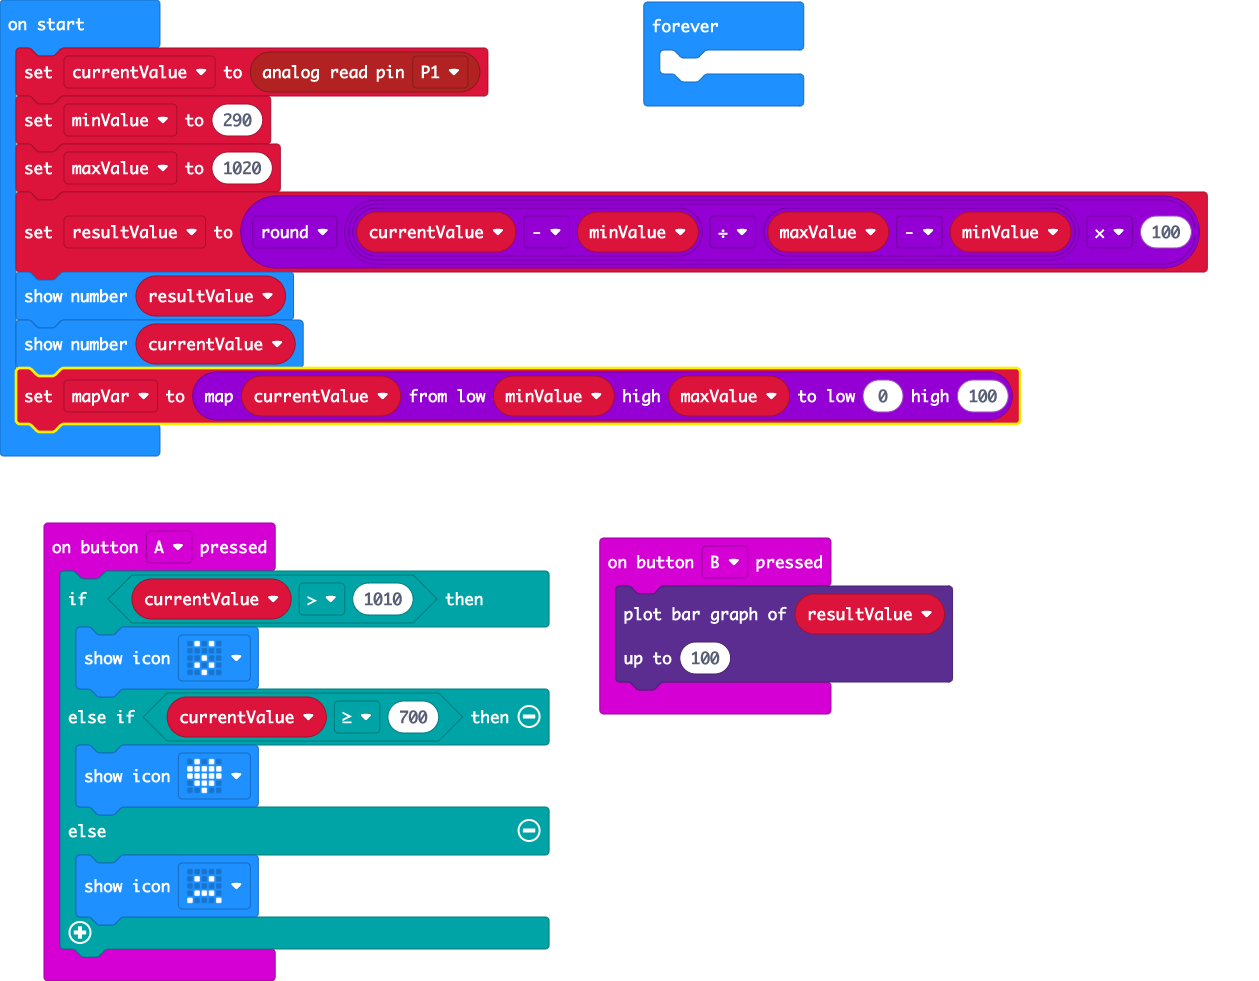 on start
set currentValue to analog read pin P1
set minValue to 290
set maxValue to 1020
set resultValue to round currentValue - minValue ÷ maxValue - minValue × 100
show number resultValue
show number currentValue
set mapVar to map currentValue from low minValue high maxValue to low 0 high 100
forever
on button A pressed
if currentValue > 1010 then
show icon
else if currentValue ≥ 700 then
show icon
else
show icon
on button B pressed
plot bar graph of resultValue
up to 100